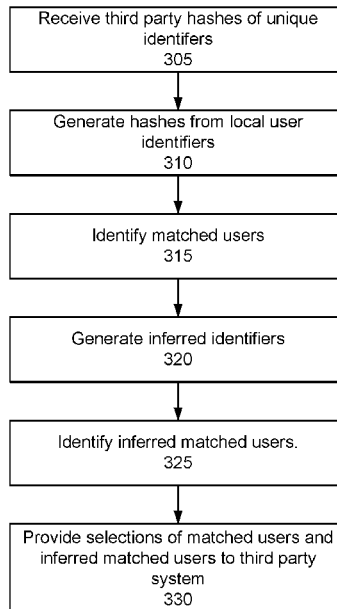 Receive third party hashes of unique
identifers
305
Generate hashes from local user
identifiers
310
Identify matched users
315
Generate inferred identifiers
320
Identify inferred matched users.
325
Provide selections of matched users and
inferred matched users to third party
system
330